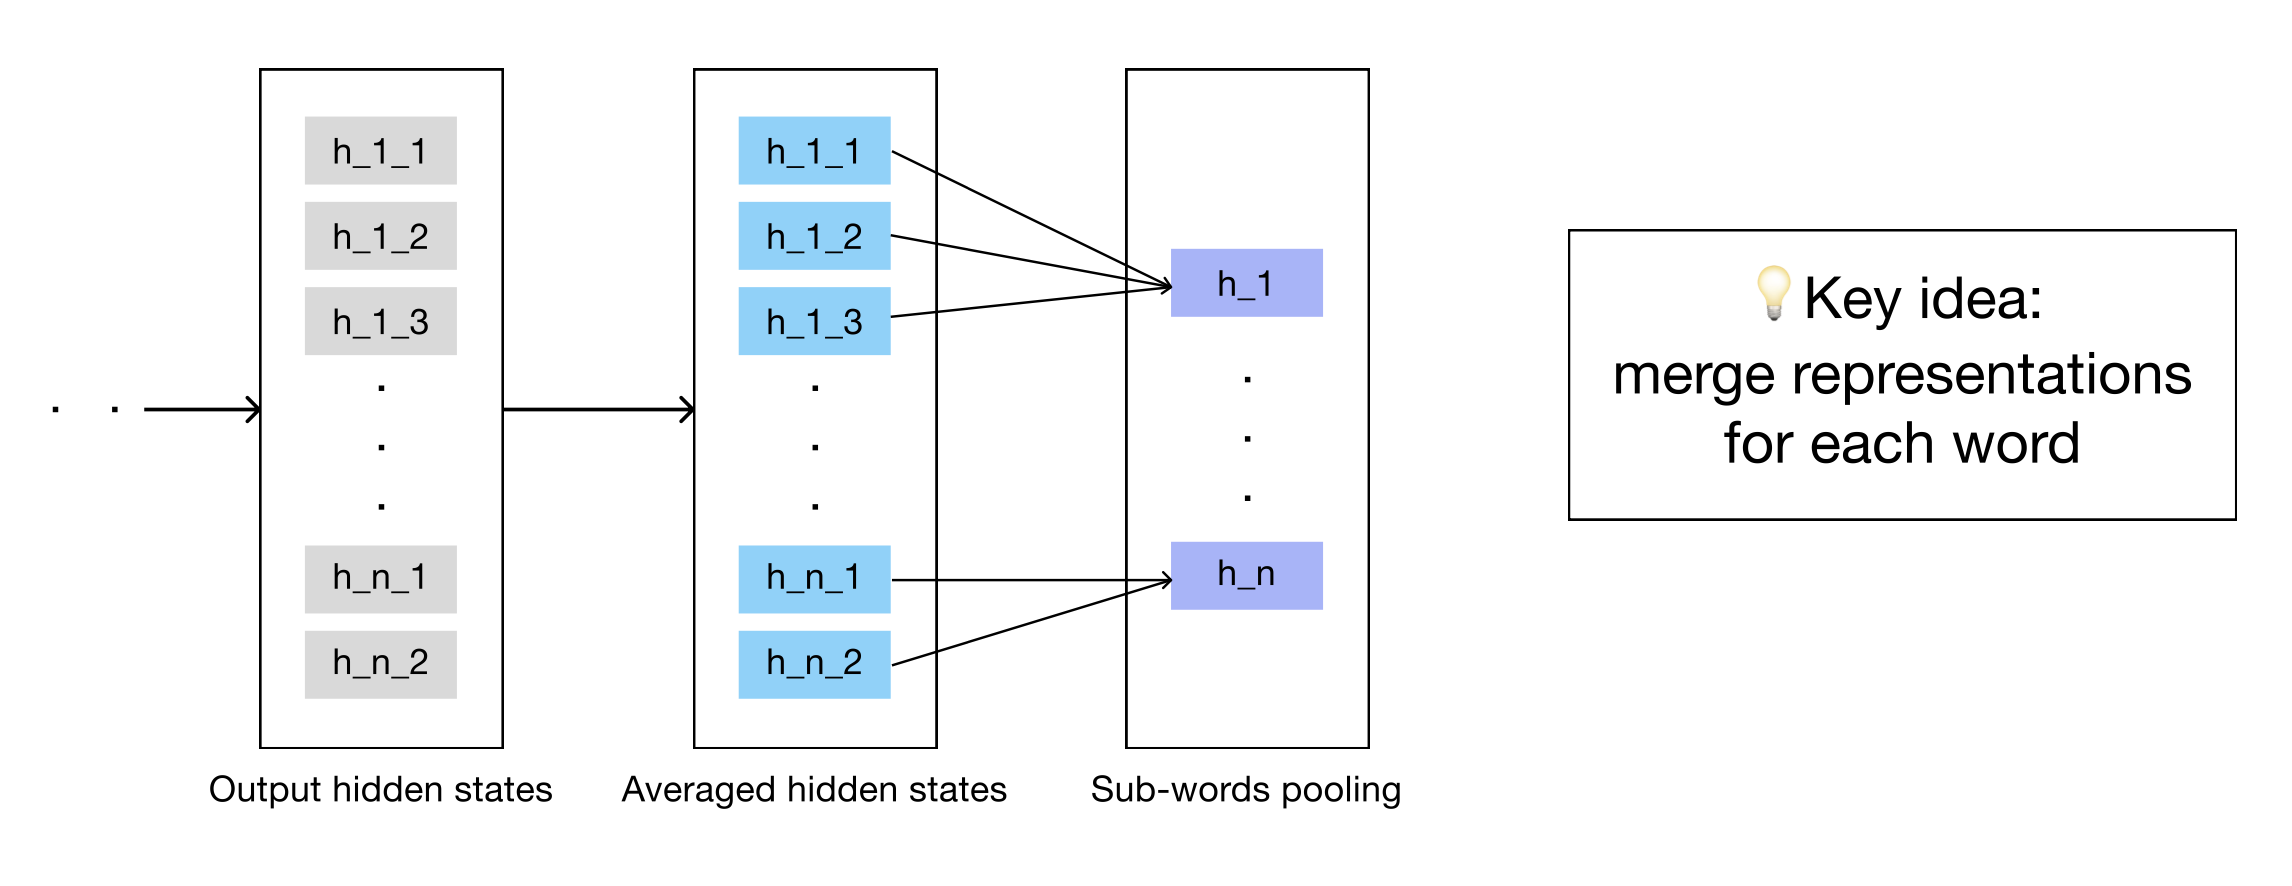 h_1_1
h_1_2
h_1_3
h_n_1
h_n_2
Output hidden states
h_1_1
h_1_2
h_1_3
h_n_1
h_n_2
Averaged hidden states
h_1
h_n
Sub-words pooling
Key idea:
merge representations
for each word